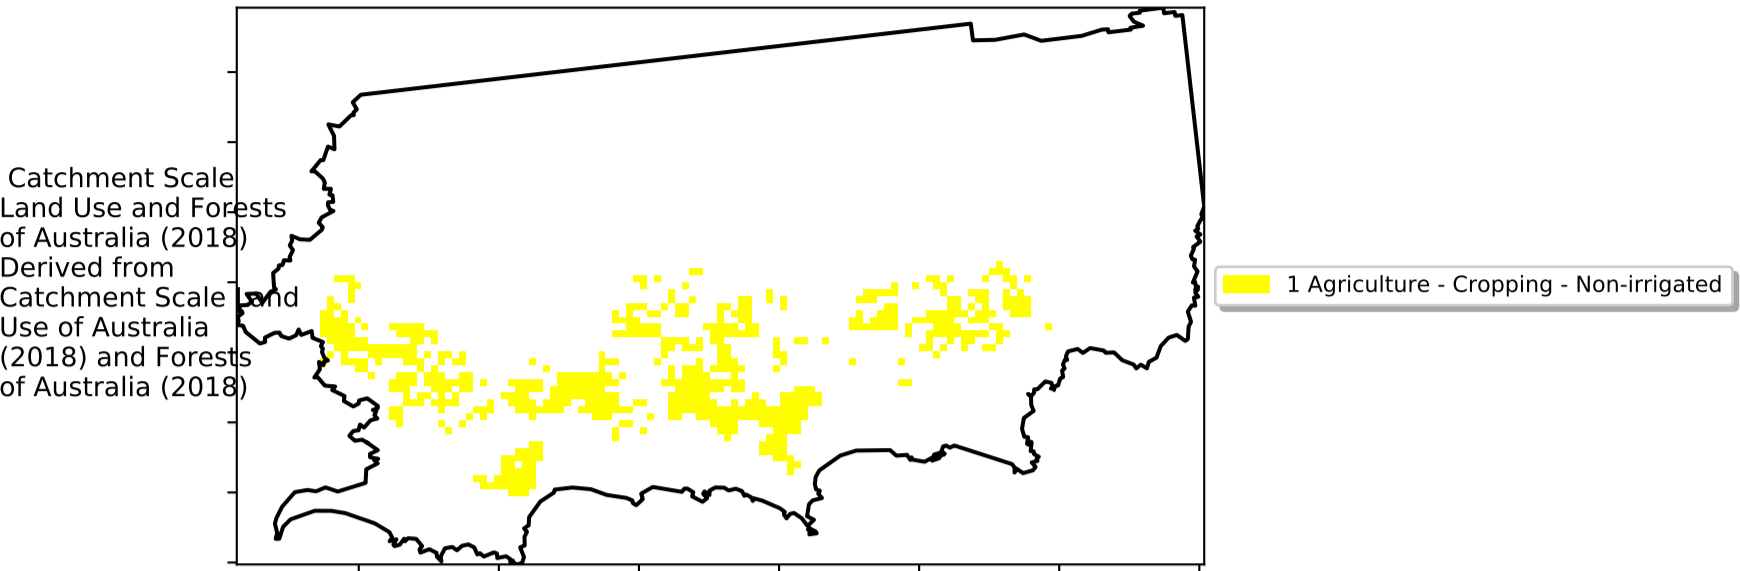 Catchment Scale
Land Use and Forests
of Australia (2018)
Derived from
Catchment Scale Land
Use of Australia
(2018) and Forests
of Australia (2018)
1 Agriculture - Cropping - Non-irrigated